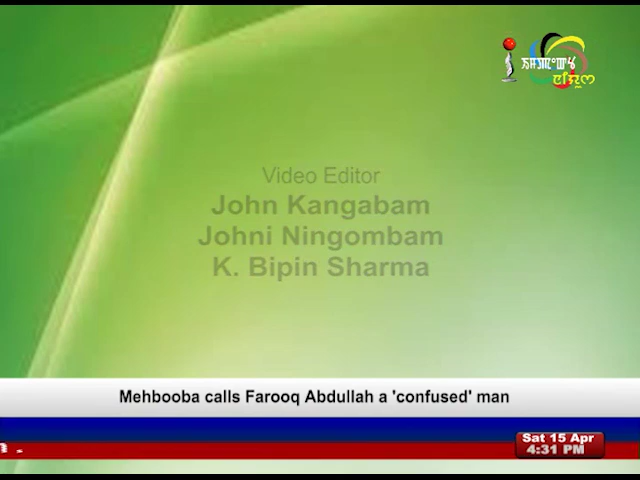 Video Editor
John Kangabam
Johni Ningombam
K. Bipin Sharma
Mehbooba calls Farooq Abdullah a 'confused' man
Sat 15 Apr
4:31 PM